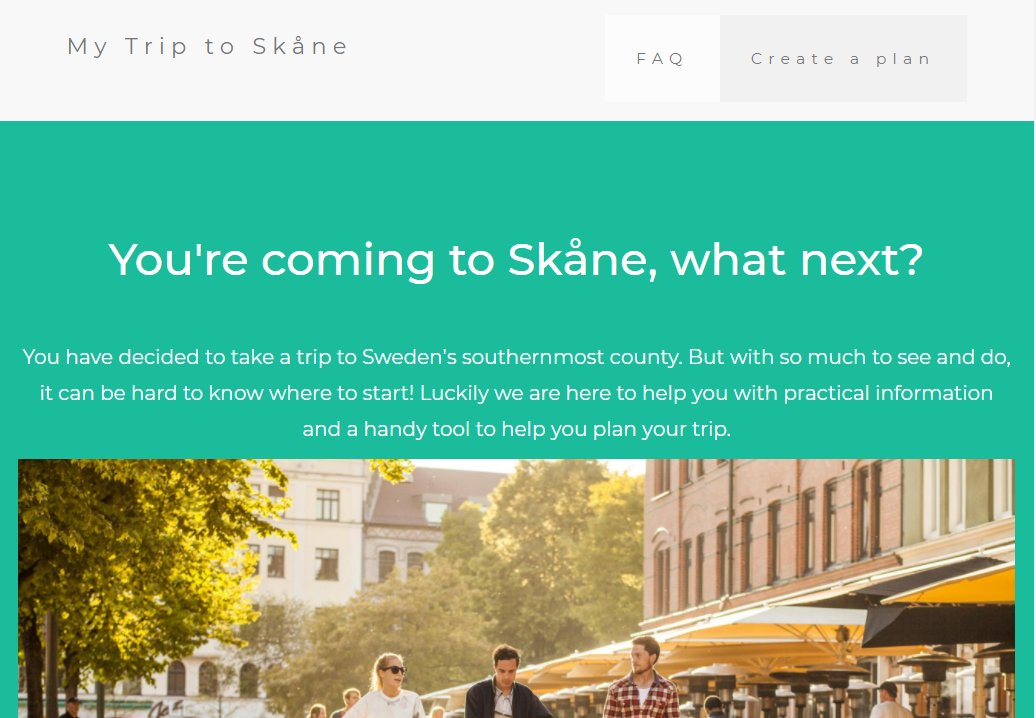 My Trip to Skåne
FAQ
Create a plan
You're coming to Skåne, what next?
You have decided to take a trip to Sweden's southernmost county. But with so much to see and do,
it can be hard to know where to start! Luckily we are here to help you with practical information
and a handy tool to help you plan your trip.